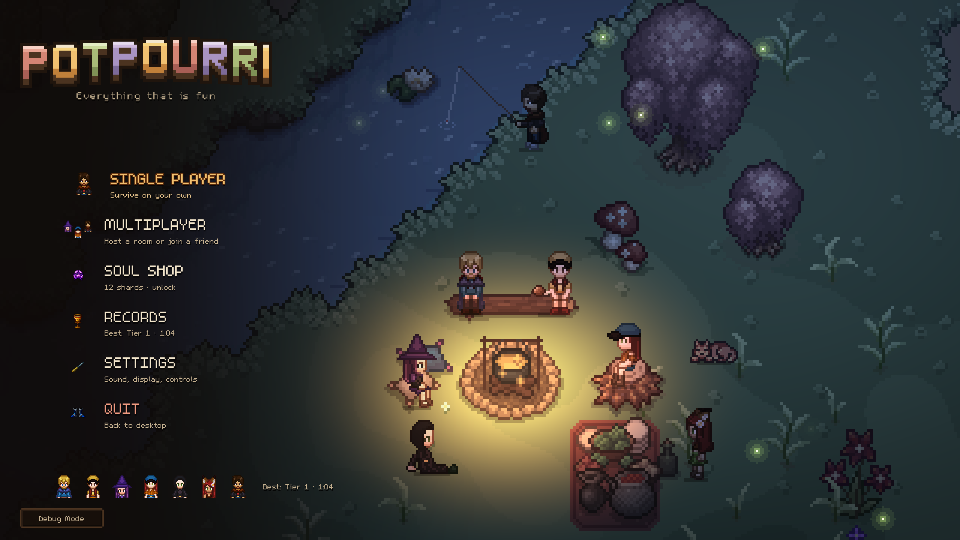 POTPOURRI
Everything that is fun
SINGLE PLAYER
Survive on your own
MULTIPLAYER
Host a room or join a friend
SOUL SHOP
12 shares · unlock
RECORDS
Best: Tier 1 · 1:04
SETTINGS
Sound, display, controls
QUIT
Back to desktop
Best: Tier 1 · 1:04
Debug Mode